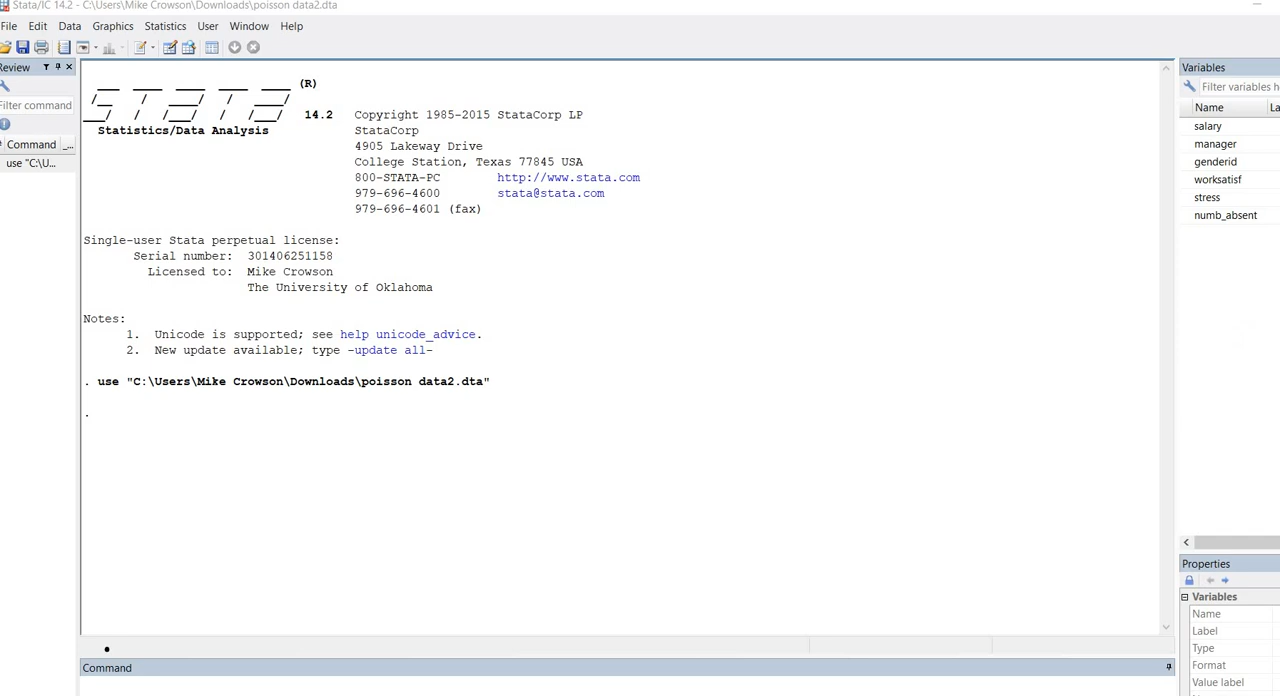 Stata/IC 14.2 - C:\Users\Mike Crowson\Downloads\poisson data2.dta
File Edit Data Graphics Statistics User Window Help
Review
Filter command
Command
use "C:\U...
(R)
STATA
14.2 Copyright 1985-2015 StataCorp LP
Statistics/Data Analysis StataCorp
4905 Lakeway Drive
College Station, Texas 77845 USA
800-STATA-PC http://www.stata.com
979-696-4600 stata@stata.com
979-696-4601 (fax)
Single-user Stata perpetual license:
Serial number: 301406251158
Licensed to: Mike Crowson
The University of Oklahoma
Notes:
1. Unicode is supported; see help unicode_advice.
2. New update available; type -update all-
. use "C:\Users\Mike Crowson\Downloads\poisson data2.dta"
.
Command
Variables
Filter variables h
Name La
salary
manager
genderid
worksatisf
stress
numb_absent
Properties
Variables
Name
Label
Type
Format
Value label